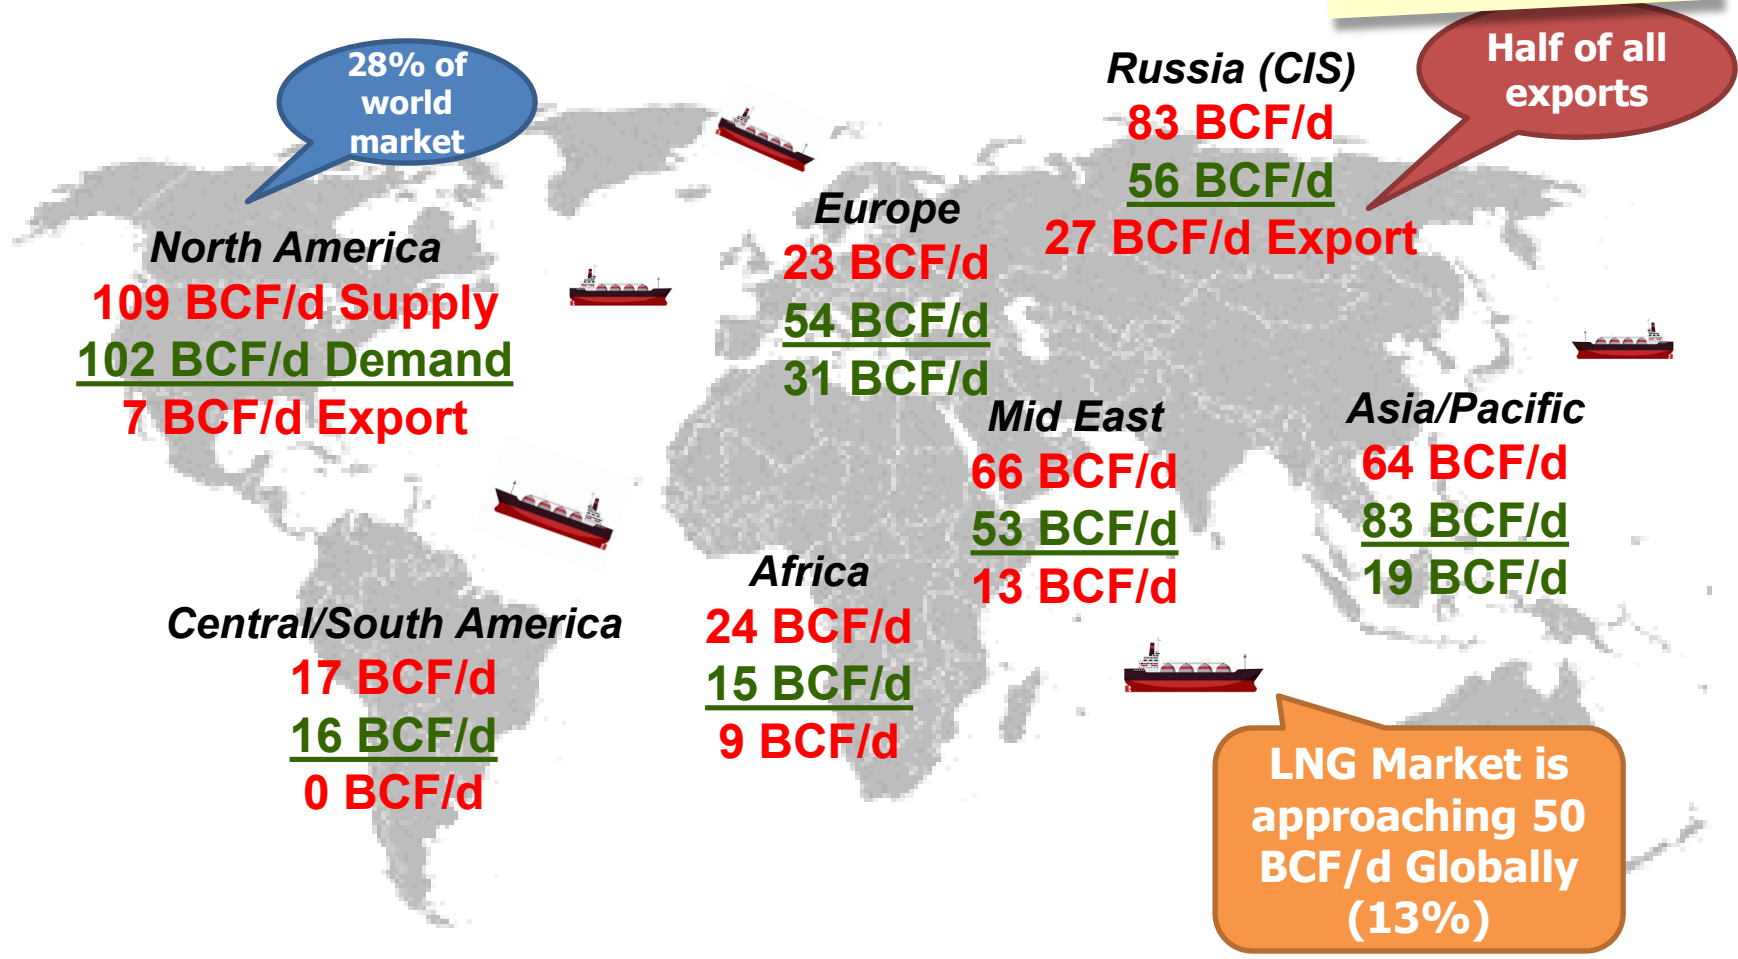 28% of
world
market
North America
109 BCF/d Supply
102 BCF/d Demand
7 BCF/d Export
Central/South America
17 BCF/d
16 BCF/d
0 BCF/d
Europe
23 BCF/d
54 BCF/d
31 BCF/d
Africa
24 BCF/d
15 BCF/d
9 BCF/d
Russia (CIS)
83 BCF/d
56 BCF/d
27 BCF/d Export
Half of all
exports
Mid East
66 BCF/d
53 BCF/d
13 BCF/d
Asia/Pacific
64 BCF/d
83 BCF/d
19 BCF/d
LNG Market is
approaching 50
BCF/d Globally
(13%)